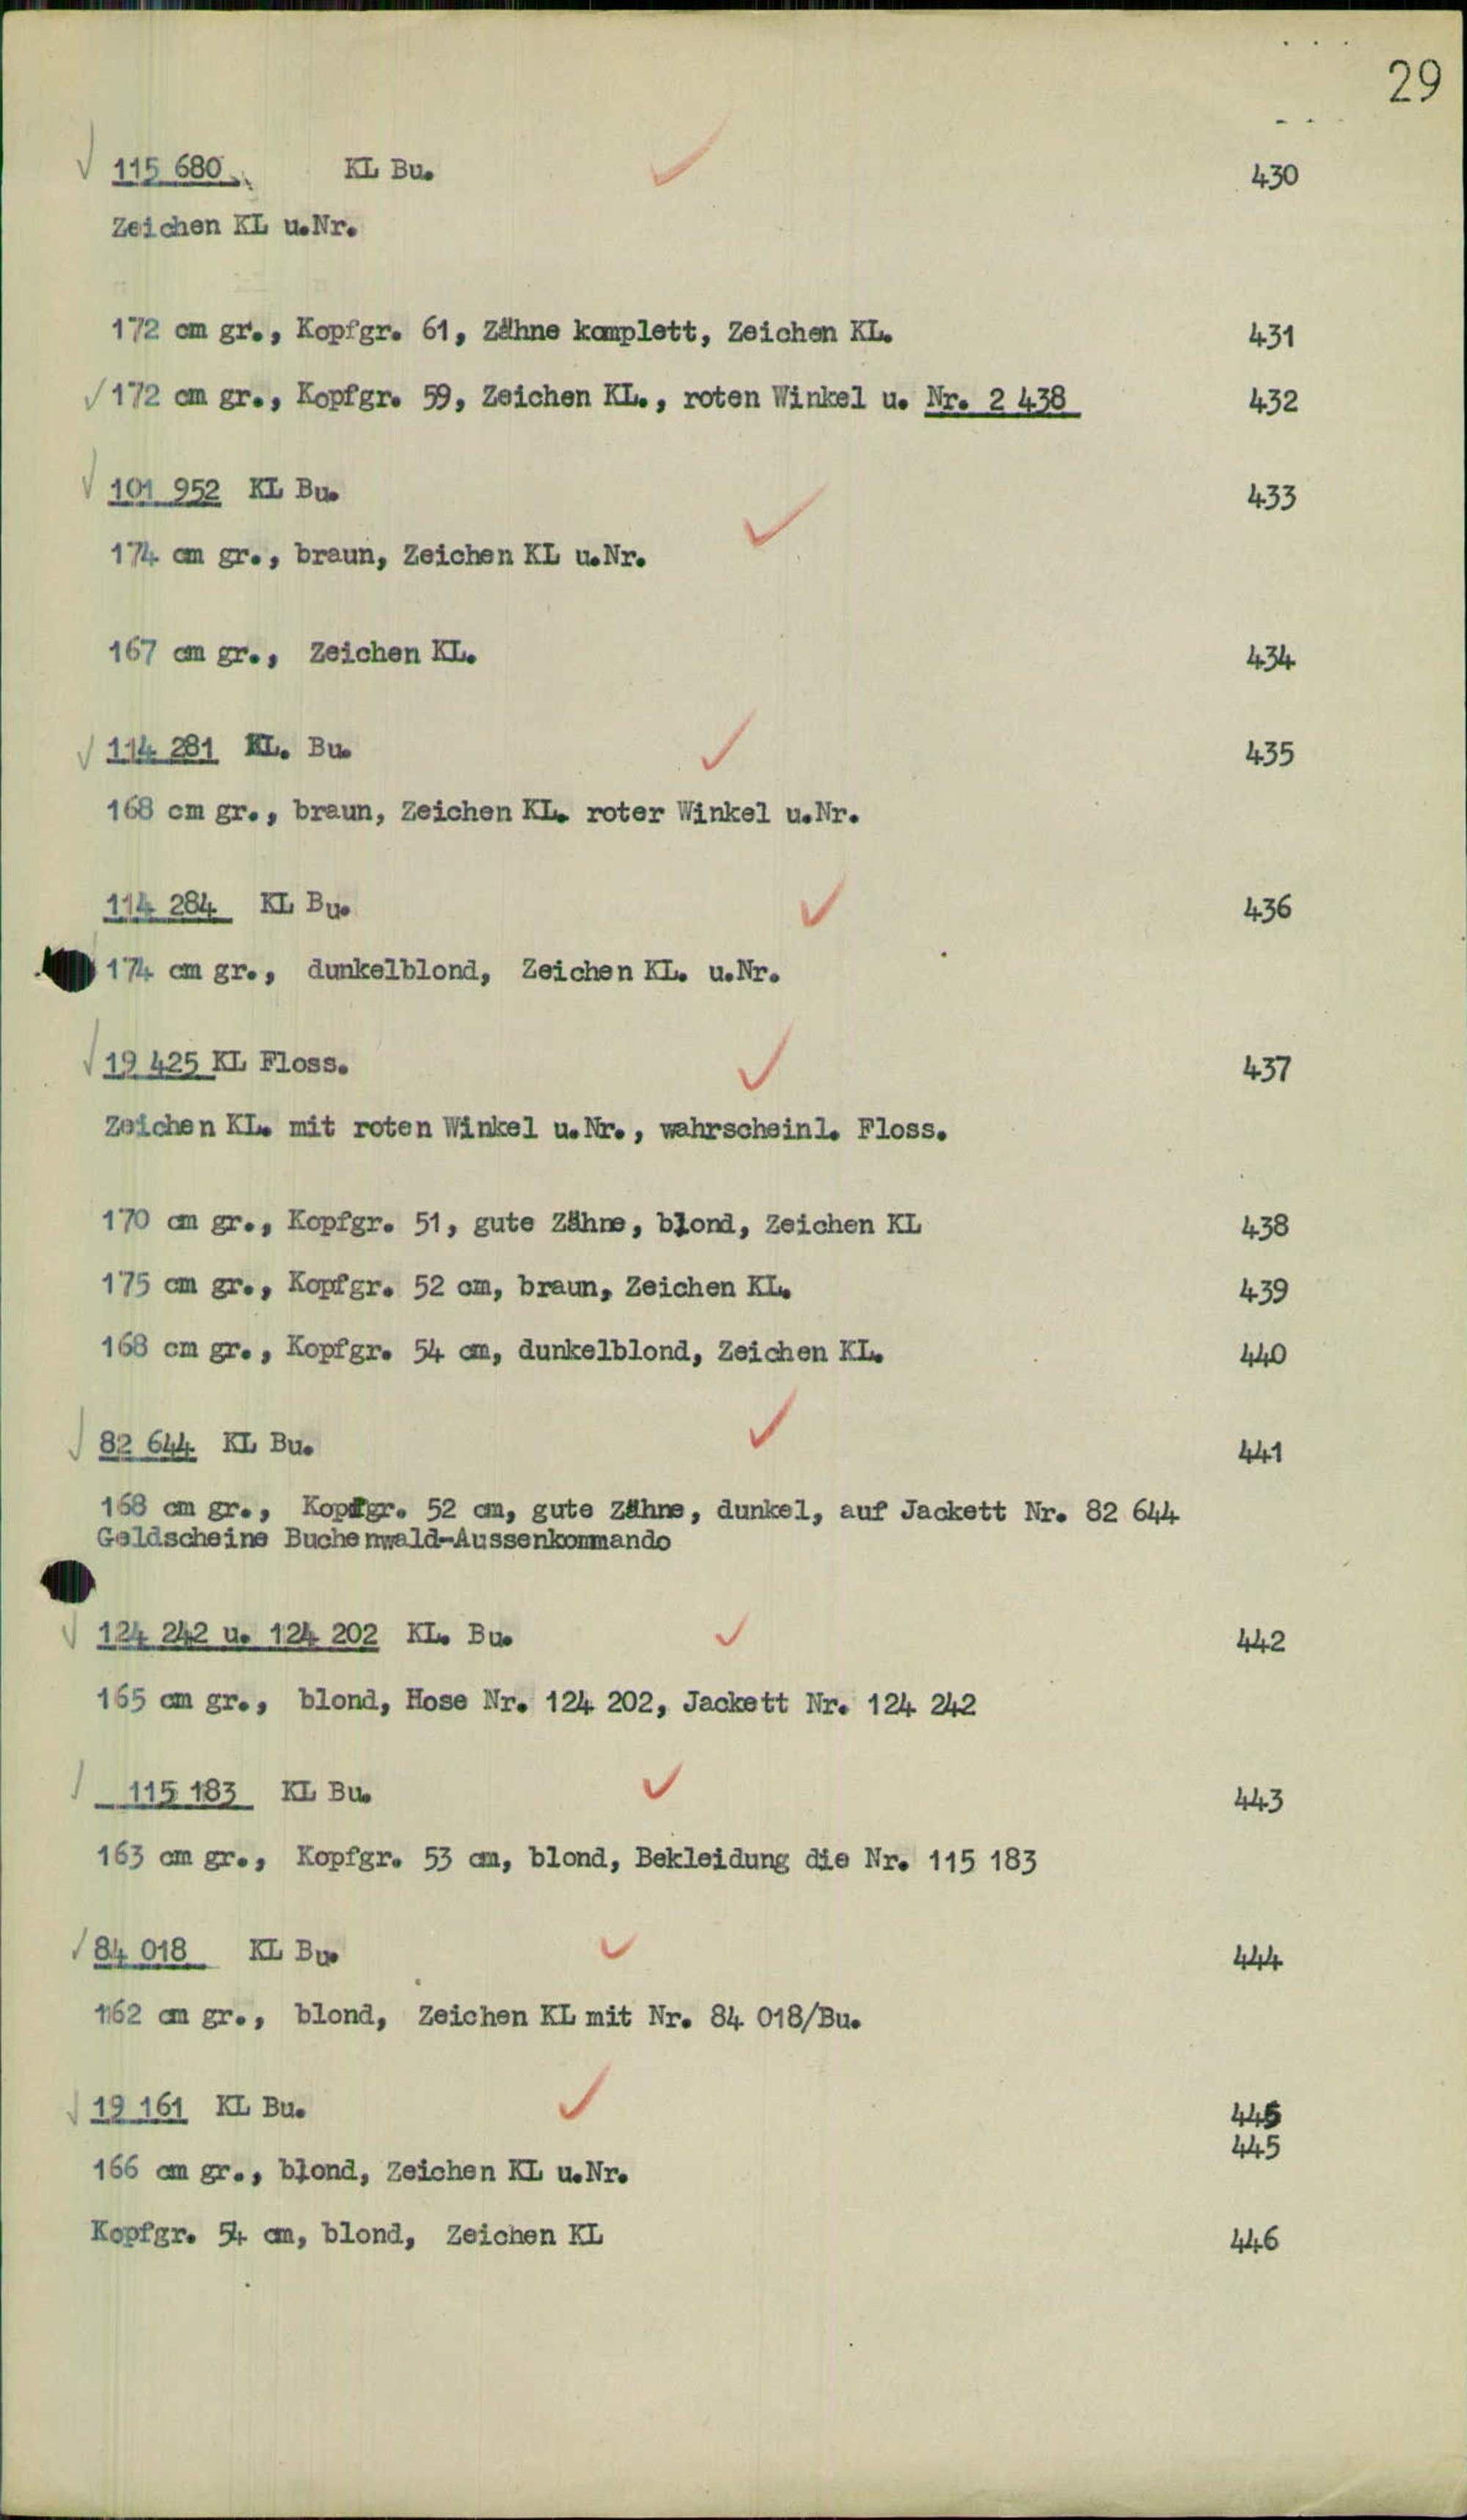 29
115 680 KL Bu. 430
Zeichen KL u.Nr.
172 cm gr., Kopfgr. 61, Zähne komplett, Zeichen KL. 431
172 cm gr., Kopfgr. 59, Zeichen KL., roten Winkel u. Nr. 2 438 432
101 952 KL Bu. 433
174 cm gr., braun, Zeichen KL u.Nr.
167 cm gr., Zeichen KL. 434
114 281 KL. Bu. 435
168 cm gr., braun, Zeichen KL. roter Winkel u.Nr.
114 284 KL Bu. 436
174 cm gr., dunkelblond, Zeichen KL. u.Nr.
19 425 KL Floss. 437
Zeichen KL. mit roten Winkel u.Nr., wahrscheinl. Floss.
170 cm gr., Kopfgr. 51, gute Zähne, blond, Zeichen KL 438
175 cm gr., Kopfgr. 52 cm, braun, Zeichen KL. 439
168 cm gr., Kopfgr. 54 cm, dunkelblond, Zeichen KL. 440
82 644 KL Bu. 441
168 cm gr., Kopfgr. 52 cm, gute Zähne, dunkel, auf Jackett Nr. 82 644
Geldscheine Buchenwald-Aussenkommando
124 242 u. 124 202 KL. Bu. 442
165 cm gr., blond, Hose Nr. 124 202, Jackett Nr. 124 242
115 183 KL Bu. 443
163 cm gr., Kopfgr. 53 cm, blond, Bekleidung die Nr. 115 183
84 018 KL Bu. 444
162 cm gr., blond, Zeichen KL mit Nr. 84 018/Bu.
19 161 KL Bu. 445
445
166 cm gr., blond, Zeichen KL u.Nr.
Kopfgr. 54 cm, blond, Zeichen KL 446